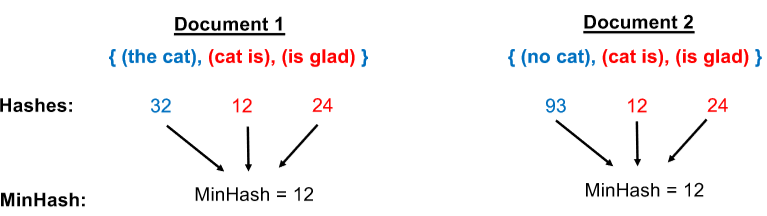 Document 1
Document 2
{ (the cat), (cat is), (is glad) }
{ (no cat), (cat is), (is glad) }
Hashes: 32 12 24
93 12 24
MinHash: MinHash = 12
MinHash = 12